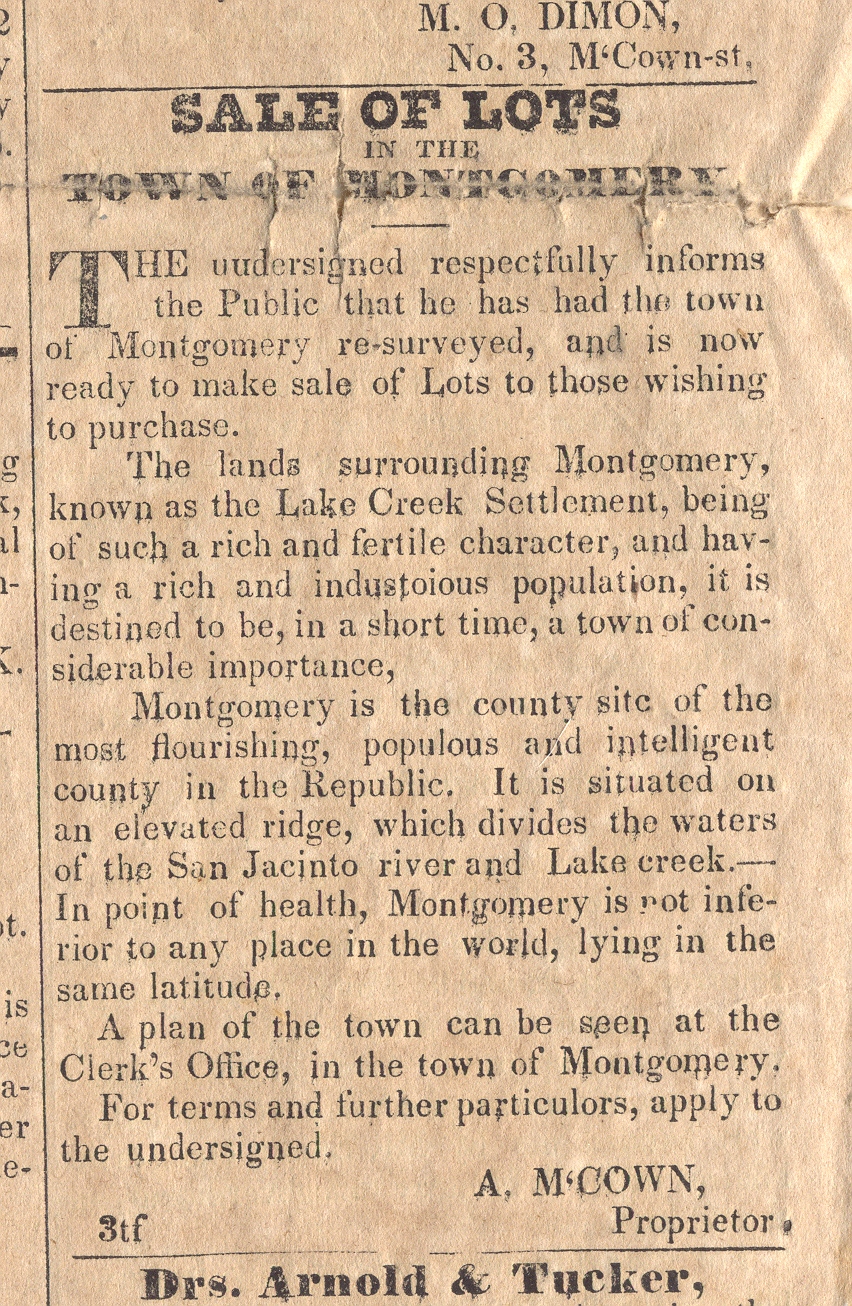 M. O. DIMON,
No. 3, M‘Cown-st.
SALE OF LOTS
IN THE
TOWN OF MONTGOMERY
THE undersigned respectfully informs
the Public that he has had the town
of Montgomery re-surveyed, and is now
ready to make sale of Lots to those wishing
to purchase.
The lands surrounding Montgomery,
known as the Lake Creek Settlement, being
of such a rich and fertile character, and hav-
ing a rich and industoious population, it is
destined to be, in a short time, a town of con-
siderable importance,
Montgomery is the county site of the
most flourishing, populous and intelligent
county in the Republic. It is situated on
an elevated ridge, which divides the waters
of the San Jacinto river and Lake creek.—
In point of health, Montgomery is not infe-
rior to any place in the world, lying in the
same latitude.
A plan of the town can be seen at the
Clerk's Office, in the town of Montgomery.
For terms and further particulors, apply to
the undersigned.
A. M‘COWN,
3tf Proprietor.
Drs. Arnold & Tucker,